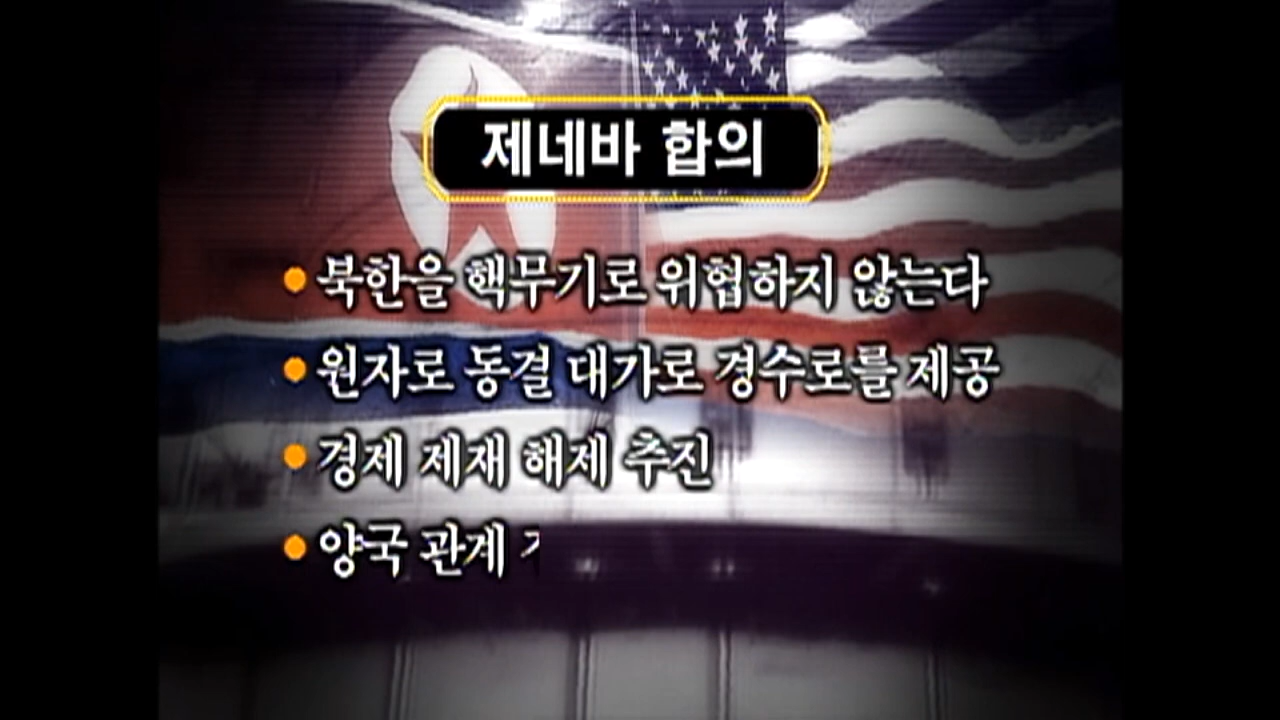 제네바 합의
북한을 핵무기로 위협하지 않는다
원자로 동결 대가로 경수로를 제공
경제 제재 해제 추진
양국 관계